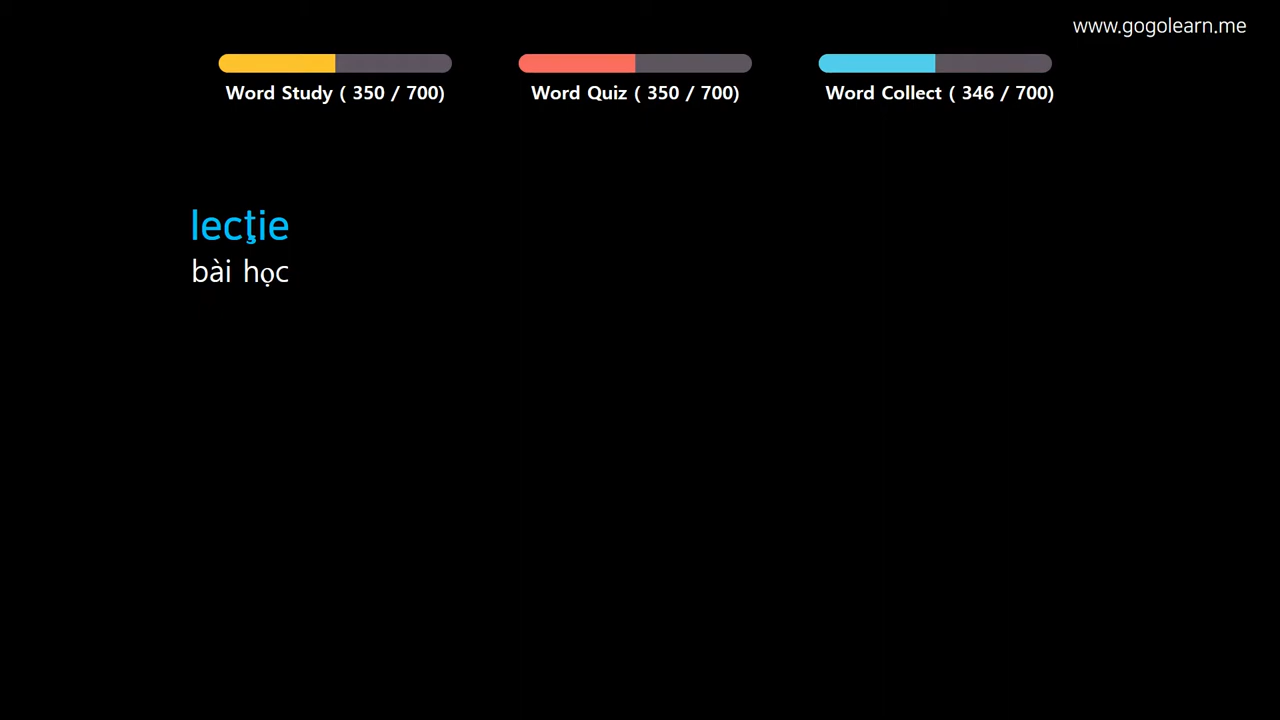 www.gogolearn.me
Word Study ( 350 / 700)
Word Quiz ( 350 / 700)
Word Collect ( 346 / 700)
lecţie
bài học